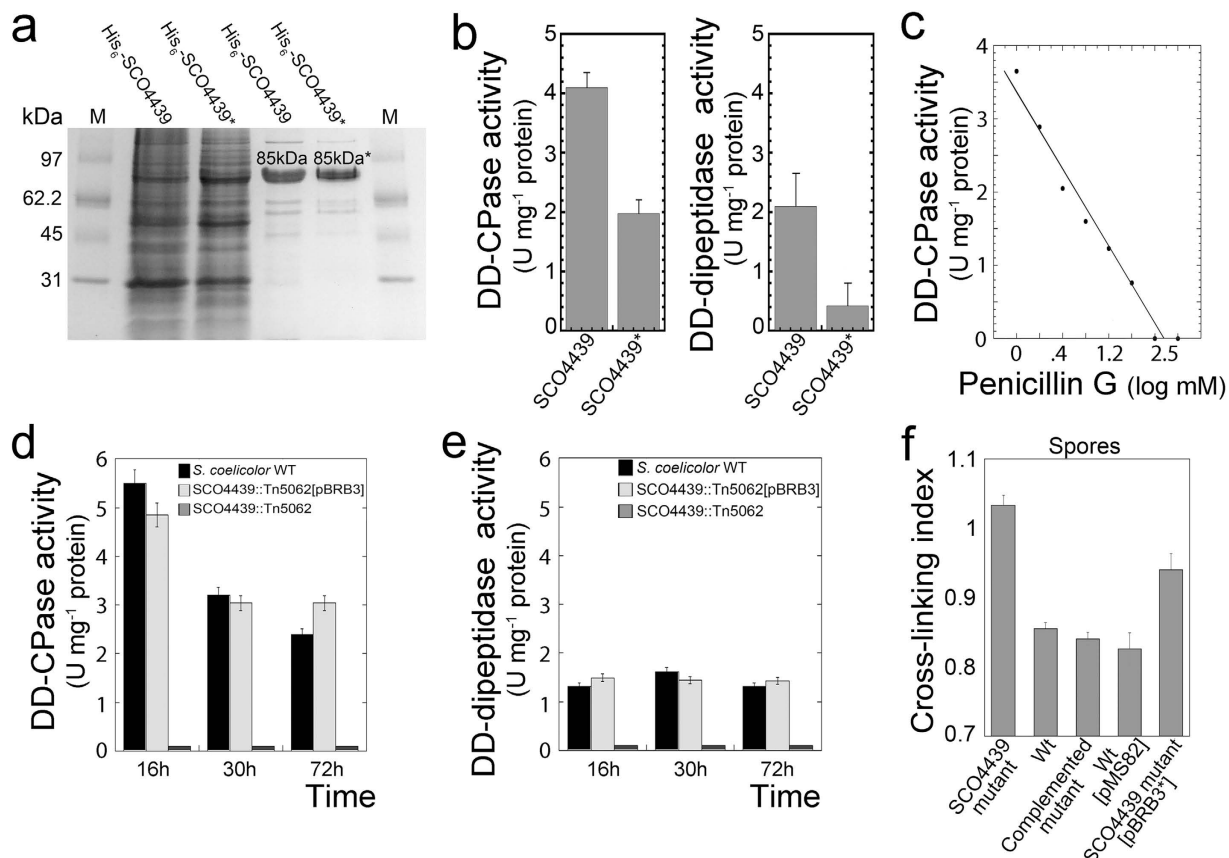 a
His6-SCO4439
His6-SCO4439*
His6-SCO4439
His6-SCO4439*
kDa
M
M
97
62.2
45
31
85kDa
85kDa*
b
DD-CPase activity
(U mg-1 protein)
5
4
3
2
1
0
SCO4439
SCO4439*
DD-dipeptidase activity
(U mg-1 protein)
5
4
3
2
1
0
SCO4439
SCO4439*
c
DD-CPase activity
(U mg-1 protein)
4
3
2
1
0
0 .4 1.2 2.5
Penicillin G (log mM)
d
DD-CPase activity
(U mg-1 protein)
6
5
4
3
2
1
0
S. coelicolor WT
SCO4439::Tn5062[pBRB3]
SCO4439::Tn5062
16h 30h 72h
Time
e
DD-dipeptidase activity
(U mg-1 protein)
6
5
4
3
2
1
0
S. coelicolor WT
SCO4439::Tn5062[pBRB3]
SCO4439::Tn5062
16h 30h 72h
Time
f
Spores
Cross-linking index
1.1
1
0.9
0.8
0.7
SCO4439
mutant
Wt
Complemented
mutant
Wt
[pMS82]
SCO4439 mutant
[pBRB3*]